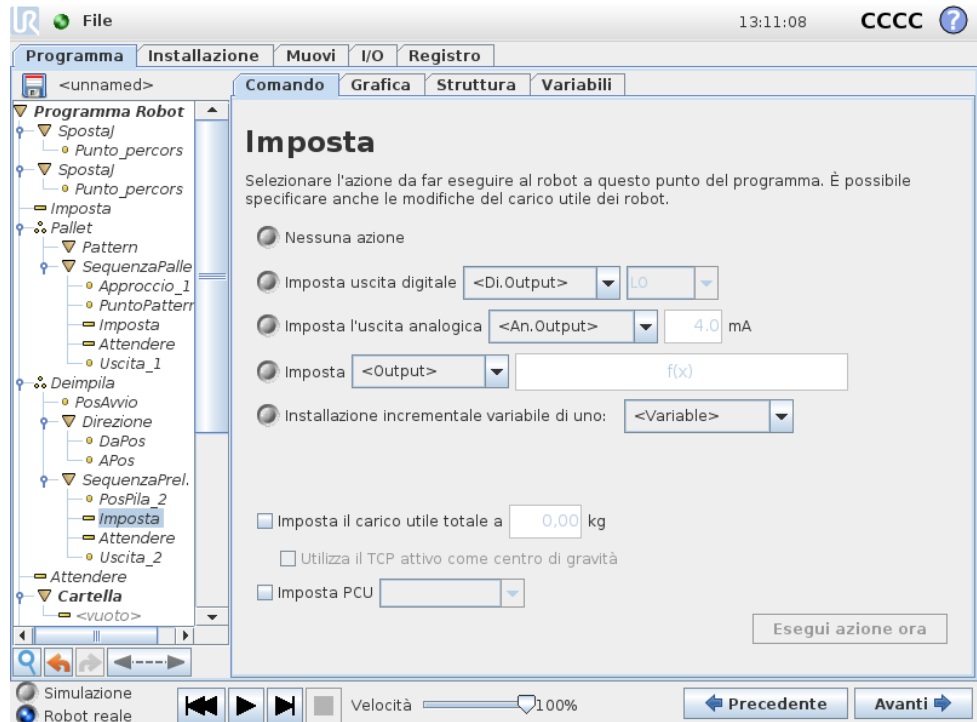 UR File 13:11:08 CCCC ?
Programma Installazione Muovi I/O Registro
<unnamed> Comando Grafica Struttura Variabili
Programma Robot
SpostaJ
Punto_percors
SpostaJ
Punto_percors
Imposta
Pallet
Pattern
SequenzaPalle
Approccio_1
PuntoPattern
Imposta
Attendere
Uscita_1
Deimpila
PosAvvio
Direzione
DaPos
APos
SequenzaPrel.
PosPila_2
Imposta
Attendere
Uscita_2
Attendere
Cartella
<vuoto>
Imposta
Selezionare l'azione da far eseguire al robot a questo punto del programma. È possibile
specificare anche le modifiche del carico utile dei robot.
Nessuna azione
Imposta uscita digitale <Di.Output> LO
Imposta l'uscita analogica <An.Output> 4.0 mA
Imposta <Output> f(x)
Installazione incrementale variabile di uno: <Variable>
Imposta il carico utile totale a 0,00 kg
Utilizza il TCP attivo come centro di gravità
Imposta PCU
Esegui azione ora
Simulazione
Robot reale
Velocità 100% Precedente Avanti